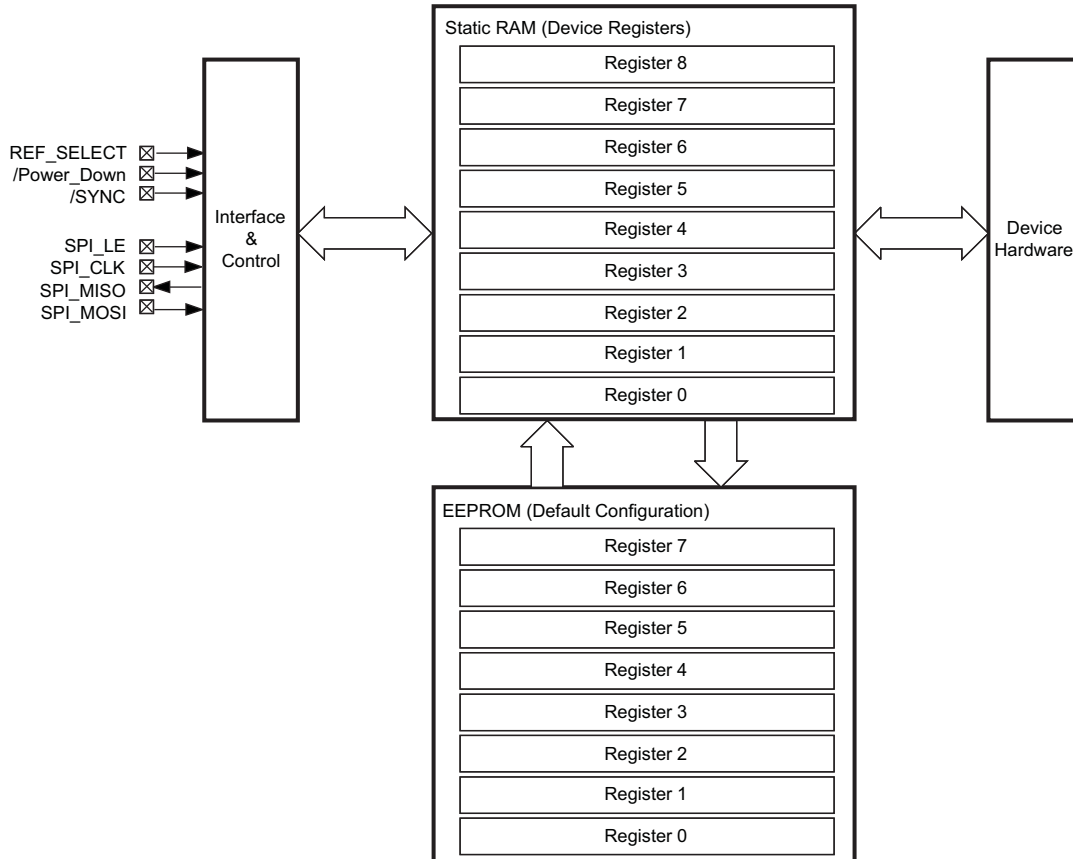 Static RAM (Device Registers)
Register 8
Register 7
Register 6
Register 5
Register 4
Register 3
Register 2
Register 1
Register 0
REF_SELECT
/Power_Down
/SYNC
SPI_LE
SPI_CLK
SPI_MISO
SPI_MOSI
Interface
&
Control
Device
Hardware
EEPROM (Default Configuration)
Register 7
Register 6
Register 5
Register 4
Register 3
Register 2
Register 1
Register 0